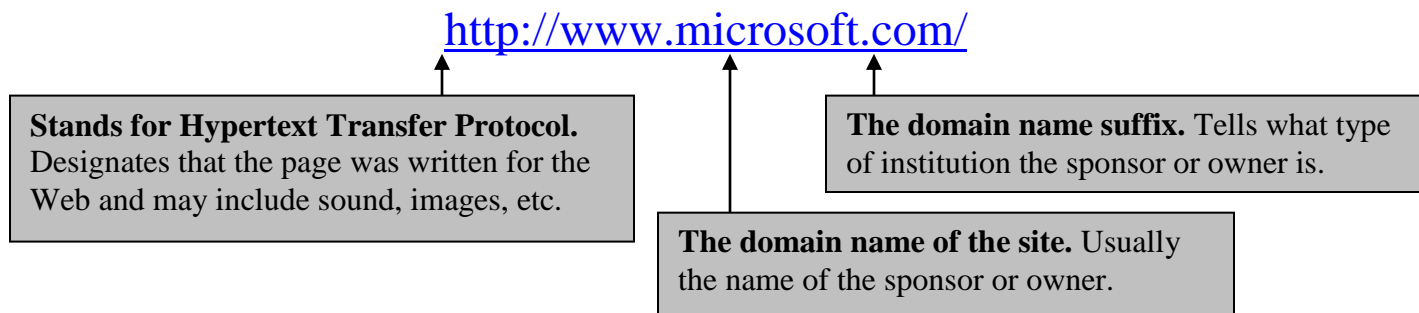 http://www.microsoft.com/
Stands for Hypertext Transfer Protocol.
Designates that the page was written for the
Web and may include sound, images, etc.
The domain name suffix. Tells what type
of institution the sponsor or owner is.
The domain name of the site. Usually
the name of the sponsor or owner.